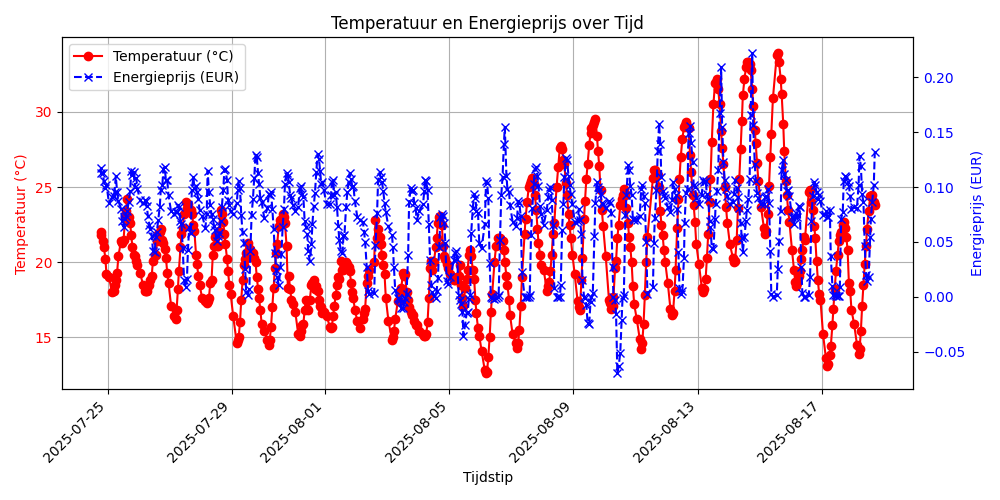 Temperatuur en Energieprijs over Tijd
Temperatuur (°C)
Energieprijs (EUR)
Temperatuur (°C)
30
25
20
15
Energieprijs (EUR)
0.20
0.15
0.10
0.05
0.00
−0.05
2025-07-25
2025-07-29
2025-08-01
2025-08-05
2025-08-09
2025-08-13
2025-08-17
Tijdstip